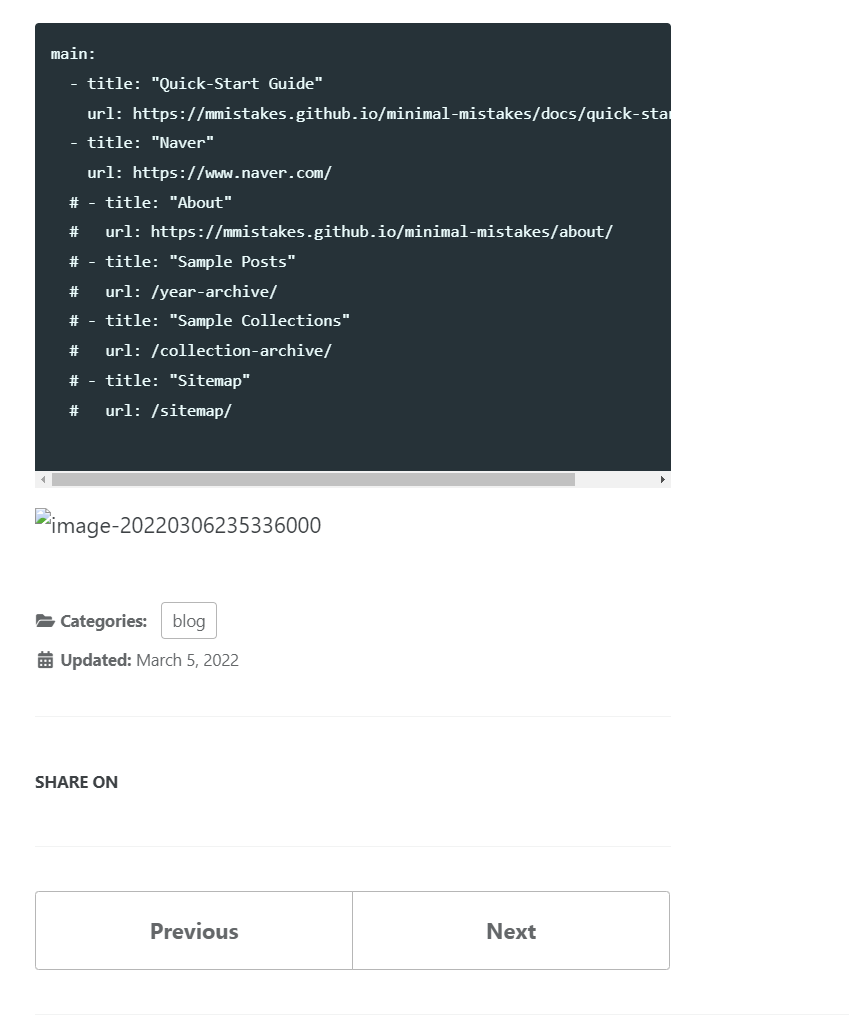 main:
  - title: "Quick-Start Guide"
    url: https://mmistakes.github.io/minimal-mistakes/docs/quick-star
  - title: "Naver"
    url: https://www.naver.com/
  # - title: "About"
  #   url: https://mmistakes.github.io/minimal-mistakes/about/
  # - title: "Sample Posts"
  #   url: /year-archive/
  # - title: "Sample Collections"
  #   url: /collection-archive/
  # - title: "Sitemap"
  #   url: /sitemap/
image-20220306235336000
Categories: blog
Updated: March 5, 2022
SHARE ON
Previous Next